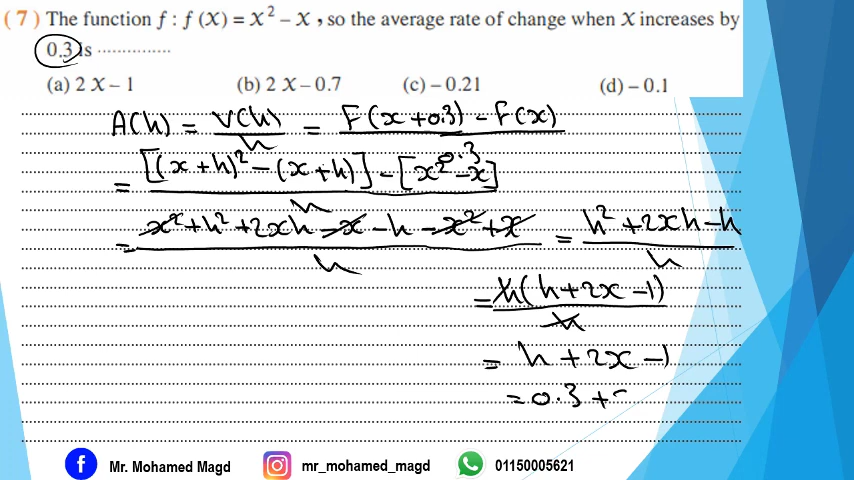 (7) The function f : f (X) = X² – X , so the average rate of change when X increases by
0.3 is ...............
(a) 2 X – 1 (b) 2 X – 0.7 (c) – 0.21 (d) – 0.1
A(h) = V(h)/h = F(x+0.3) - F(x) / 0.3
= [(x+h)² - (x+h)] - [x² - x] / h
= x² + h² + 2xh - x - h - x² + x / h = h² + 2xh - h / h
= h(h + 2x - 1) / h
= h + 2x - 1
= 0.3 +
Mr. Mohamed Magd mr_mohamed_magd 01150005621